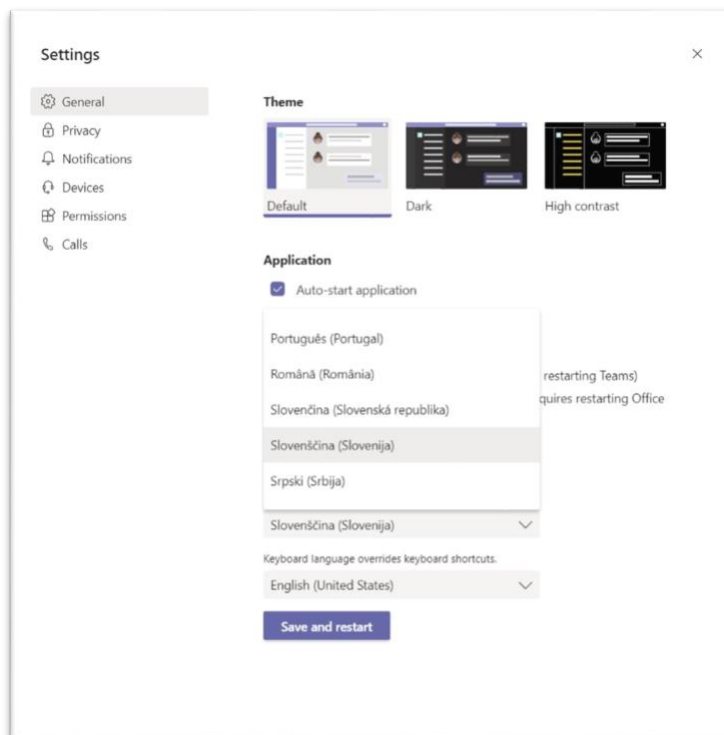 Settings
General
Privacy
Notifications
Devices
Permissions
Calls
Theme
Default
Dark
High contrast
Application
Auto-start application
Português (Portugal)
Română (România)
restarting Teams)
quires restarting Office
Slovenčina (Slovenská republika)
Slovenščina (Slovenija)
Srpski (Srbija)
Slovenščina (Slovenija)
Keyboard language overrides keyboard shortcuts.
English (United States)
Save and restart